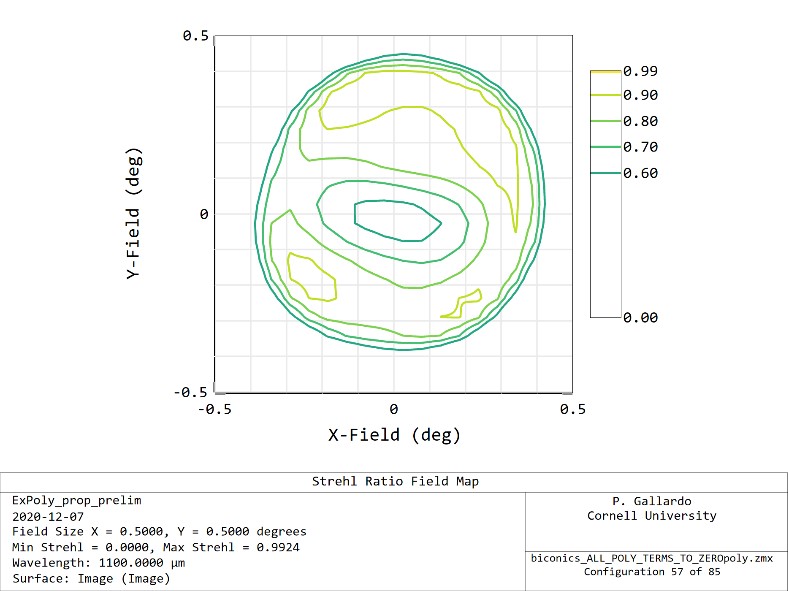 0.5
0
-0.5
Y-Field (deg)
-0.5 0 0.5
X-Field (deg)
0.99
0.90
0.80
0.70
0.60
0.00
Strehl Ratio Field Map
ExPoly_prop_prelim
2020-12-07
Field Size X = 0.5000, Y = 0.5000 degrees
Min Strehl = 0.0000, Max Strehl = 0.9924
Wavelength: 1100.0000 µm
Surface: Image (Image)
P. Gallardo
Cornell University
biconics_ALL_POLY_TERMS_TO_ZEROpoly.zmx
Configuration 57 of 85